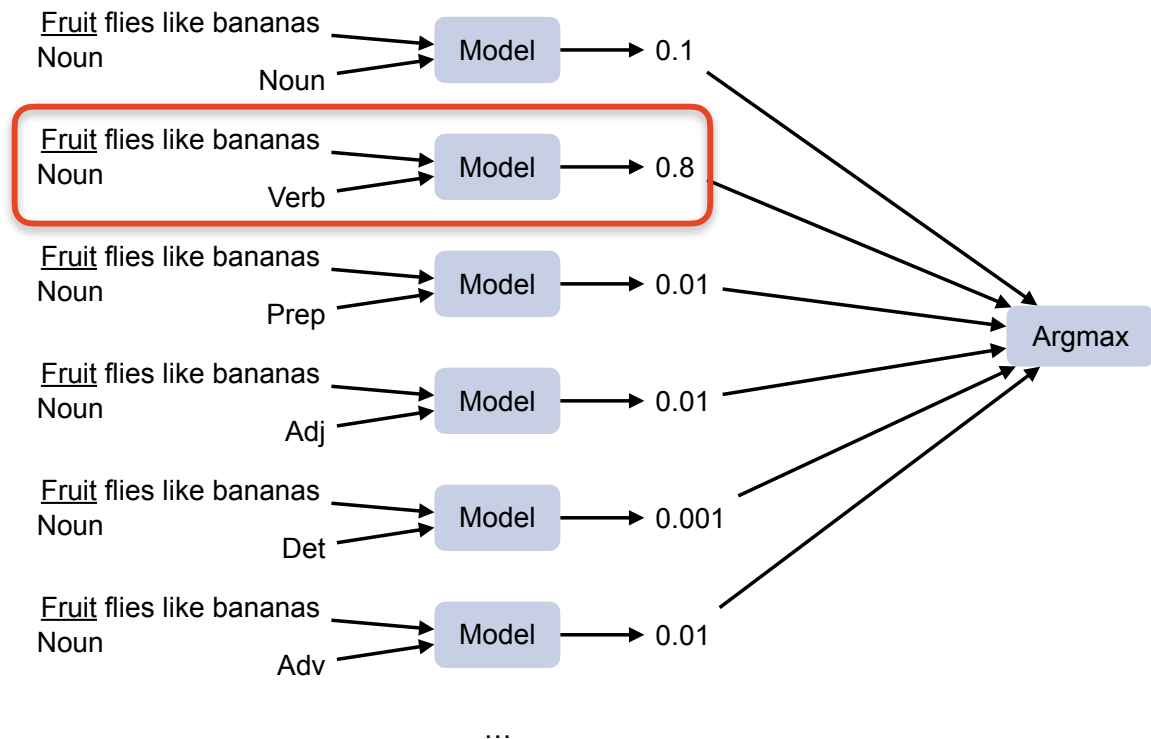 Fruit flies like bananas
Noun
Noun
Model
0.1
Fruit flies like bananas
Noun
Verb
Model
0.8
Fruit flies like bananas
Noun
Prep
Model
0.01
Argmax
Fruit flies like bananas
Noun
Adj
Model
0.01
Fruit flies like bananas
Noun
Det
Model
0.001
Fruit flies like bananas
Noun
Adv
Model
0.01
...